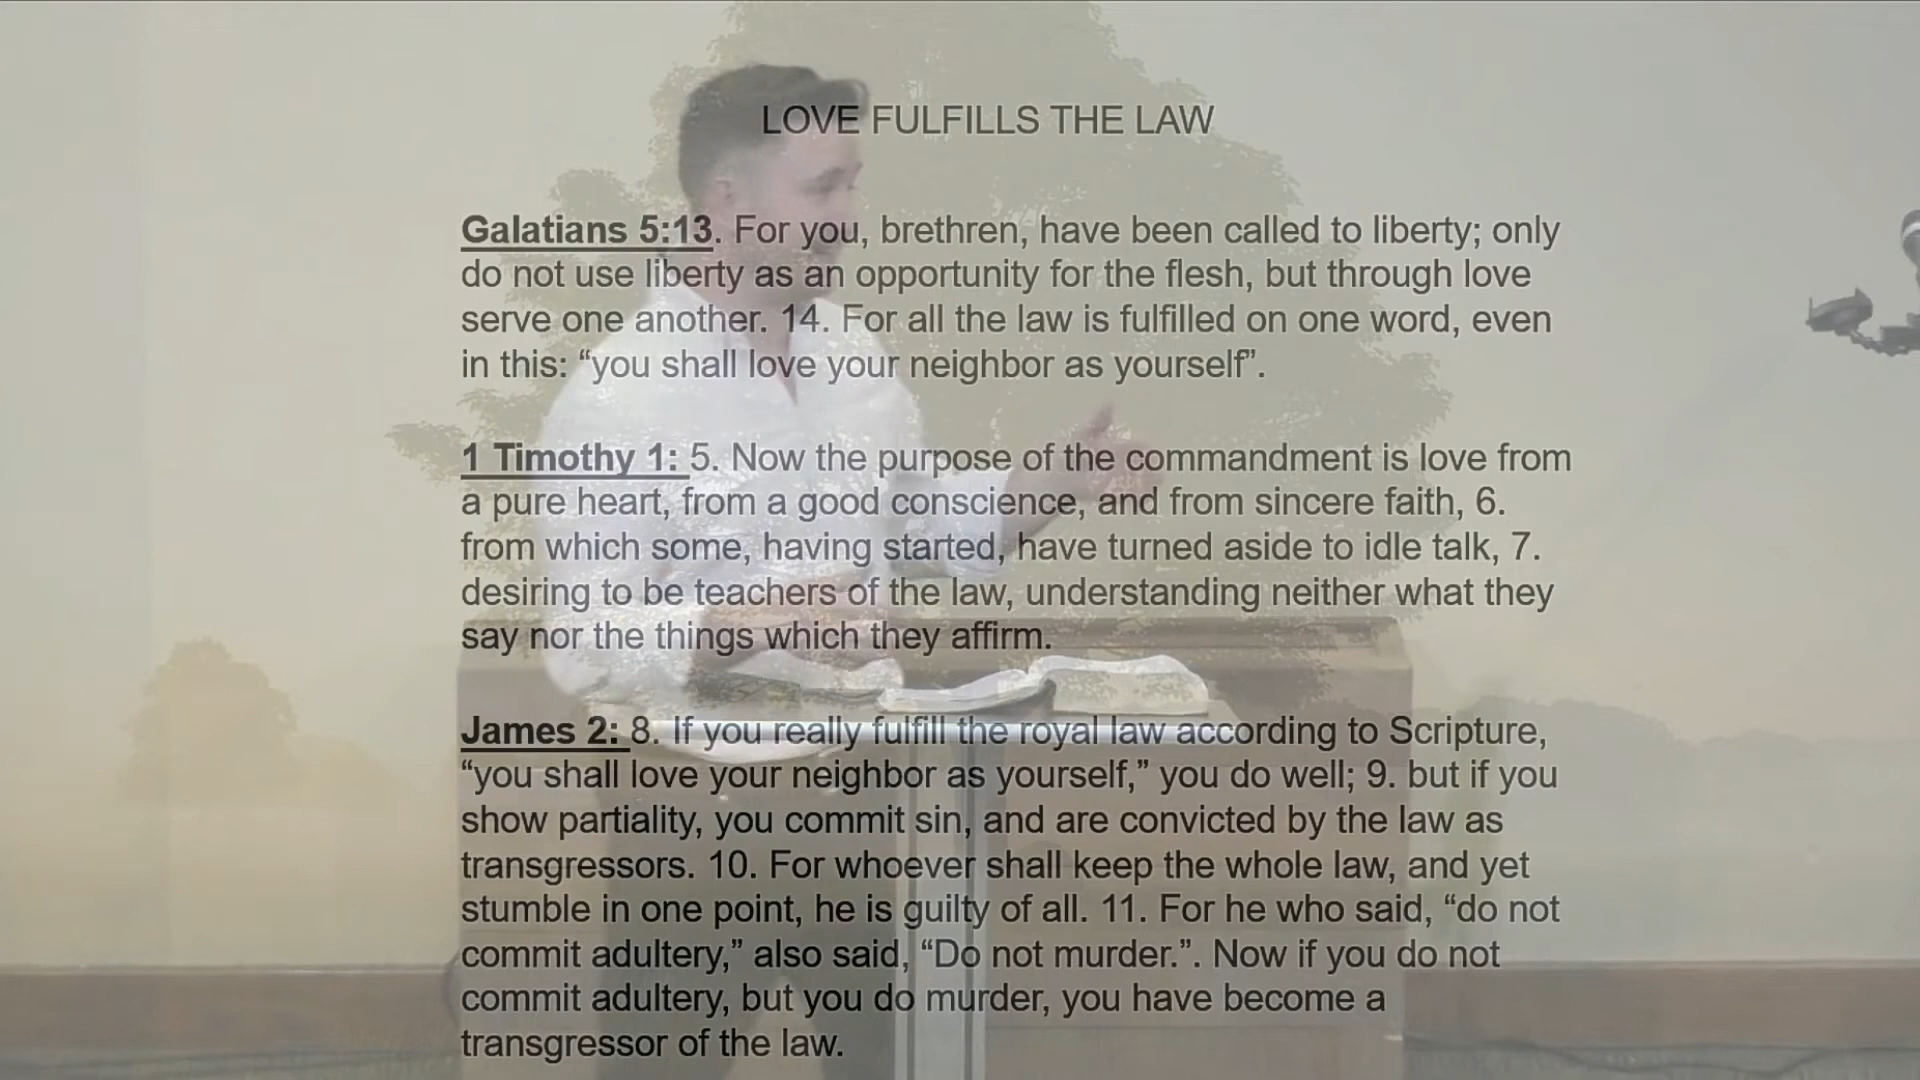 LOVE FULFILLS THE LAW
Galatians 5:13. For you, brethren, have been called to liberty; only
do not use liberty as an opportunity for the flesh, but through love
serve one another. 14. For all the law is fulfilled on one word, even
in this: “you shall love your neighbor as yourself”.
1 Timothy 1: 5. Now the purpose of the commandment is love from
a pure heart, from a good conscience, and from sincere faith, 6.
from which some, having started, have turned aside to idle talk, 7.
desiring to be teachers of the law, understanding neither what they
say nor the things which they affirm.
James 2: 8. If you really fulfill the royal law according to Scripture,
“you shall love your neighbor as yourself,” you do well; 9. but if you
show partiality, you commit sin, and are convicted by the law as
transgressors. 10. For whoever shall keep the whole law, and yet
stumble in one point, he is guilty of all. 11. For he who said, “do not
commit adultery,” also said, “Do not murder.”. Now if you do not
commit adultery, but you do murder, you have become a
transgressor of the law.